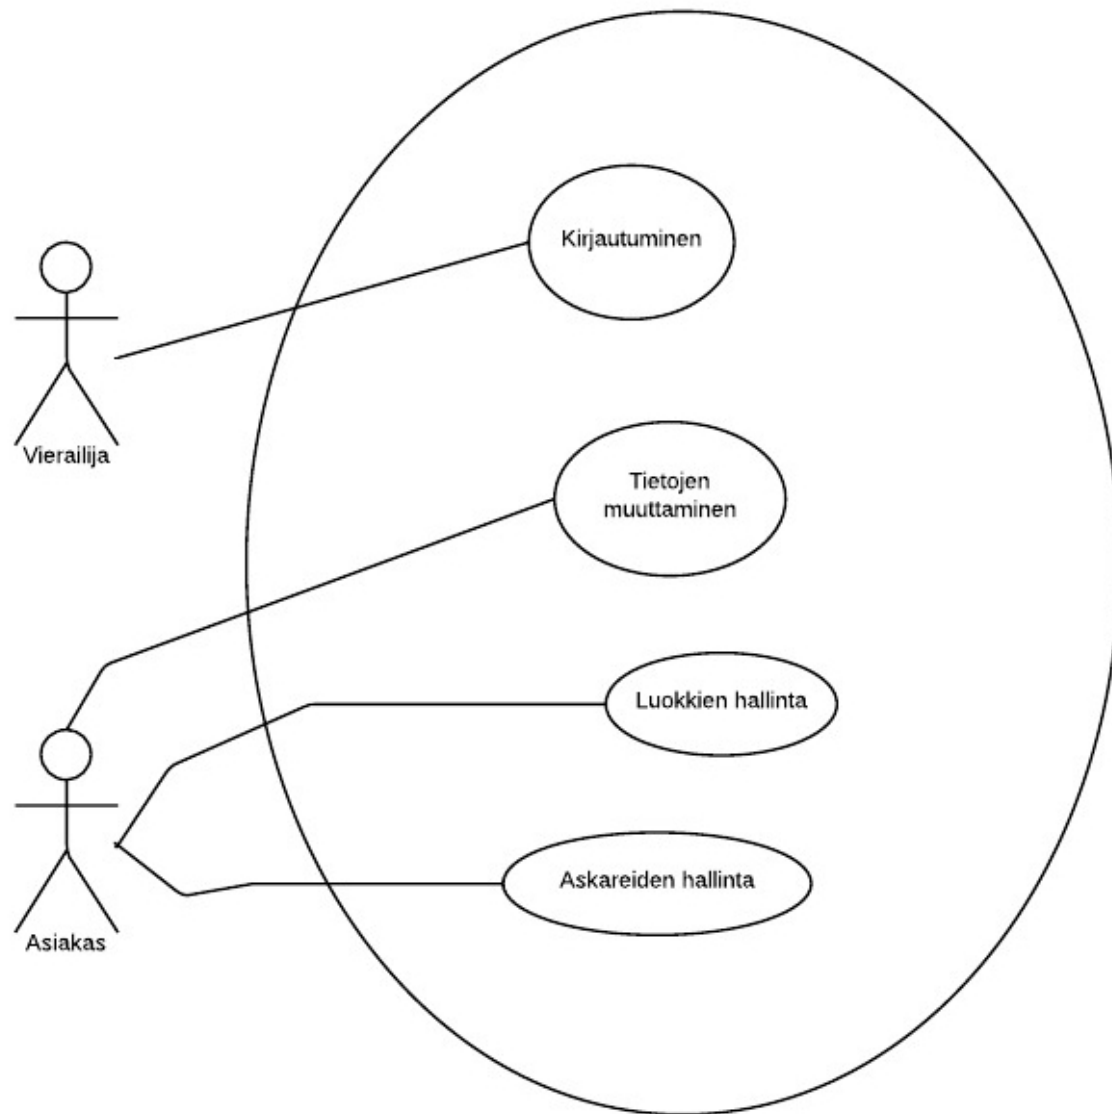 Kirjautuminen
Vierailija
Tietojen
muuttaminen
Luokkien hallinta
Askareiden hallinta
Asiakas